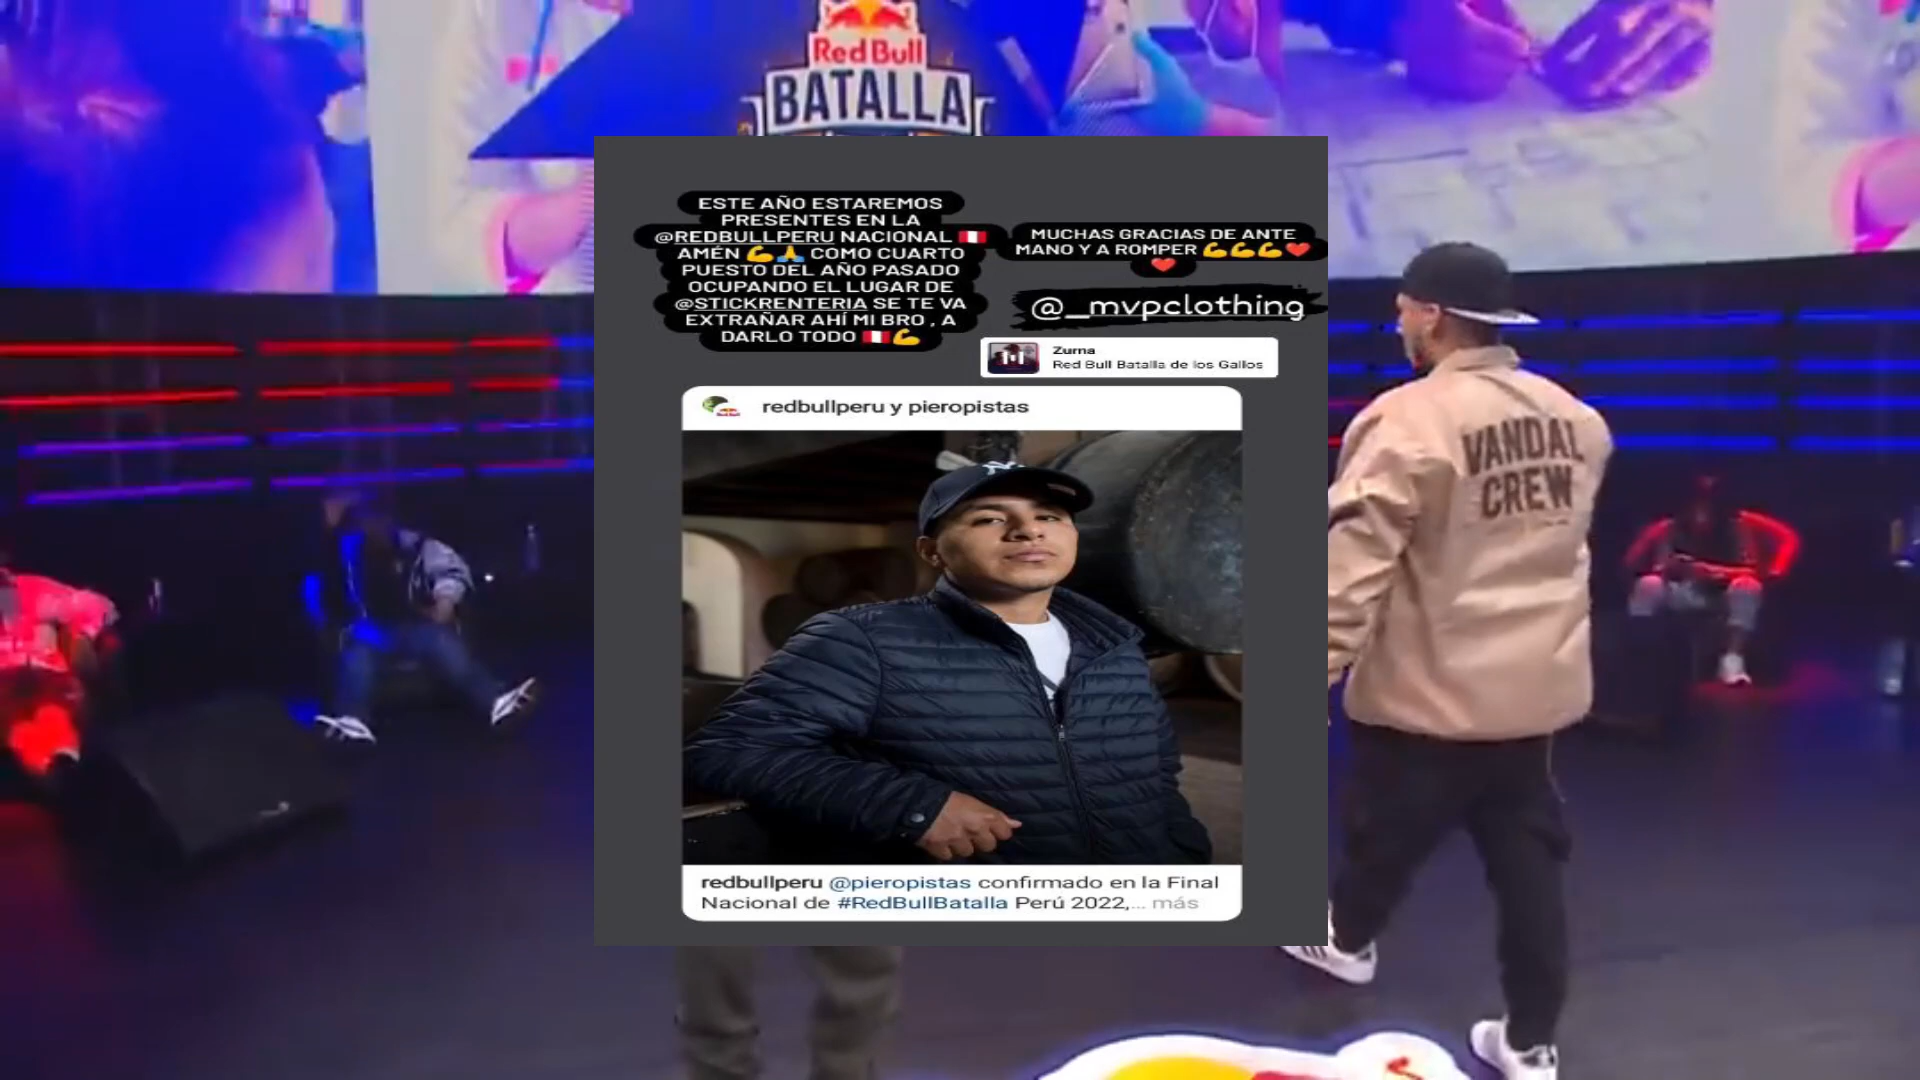 Red Bull
BATALLA
ESTE AÑO ESTAREMOS
PRESENTES EN LA
@REDBULLPERU NACIONAL 🇵🇪
AMÉN 💪🙏 COMO CUARTO
PUESTO DEL AÑO PASADO
OCUPANDO EL LUGAR DE
@STICKRENTERIA SE TE VA
EXTRAÑAR AHÍ MI BRO , A
DARLO TODO 🇵🇪💪
MUCHAS GRACIAS DE ANTE
MANO Y A ROMPER 💪💪💪❤️
❤️
@_mvpclothing
Zurna
Red Bull Batalla de los Gallos
redbullperu y pieropistas
VANDAL
CREW
redbullperu @pieropistas confirmado en la Final
Nacional de #RedBullBatalla Perú 2022,... más